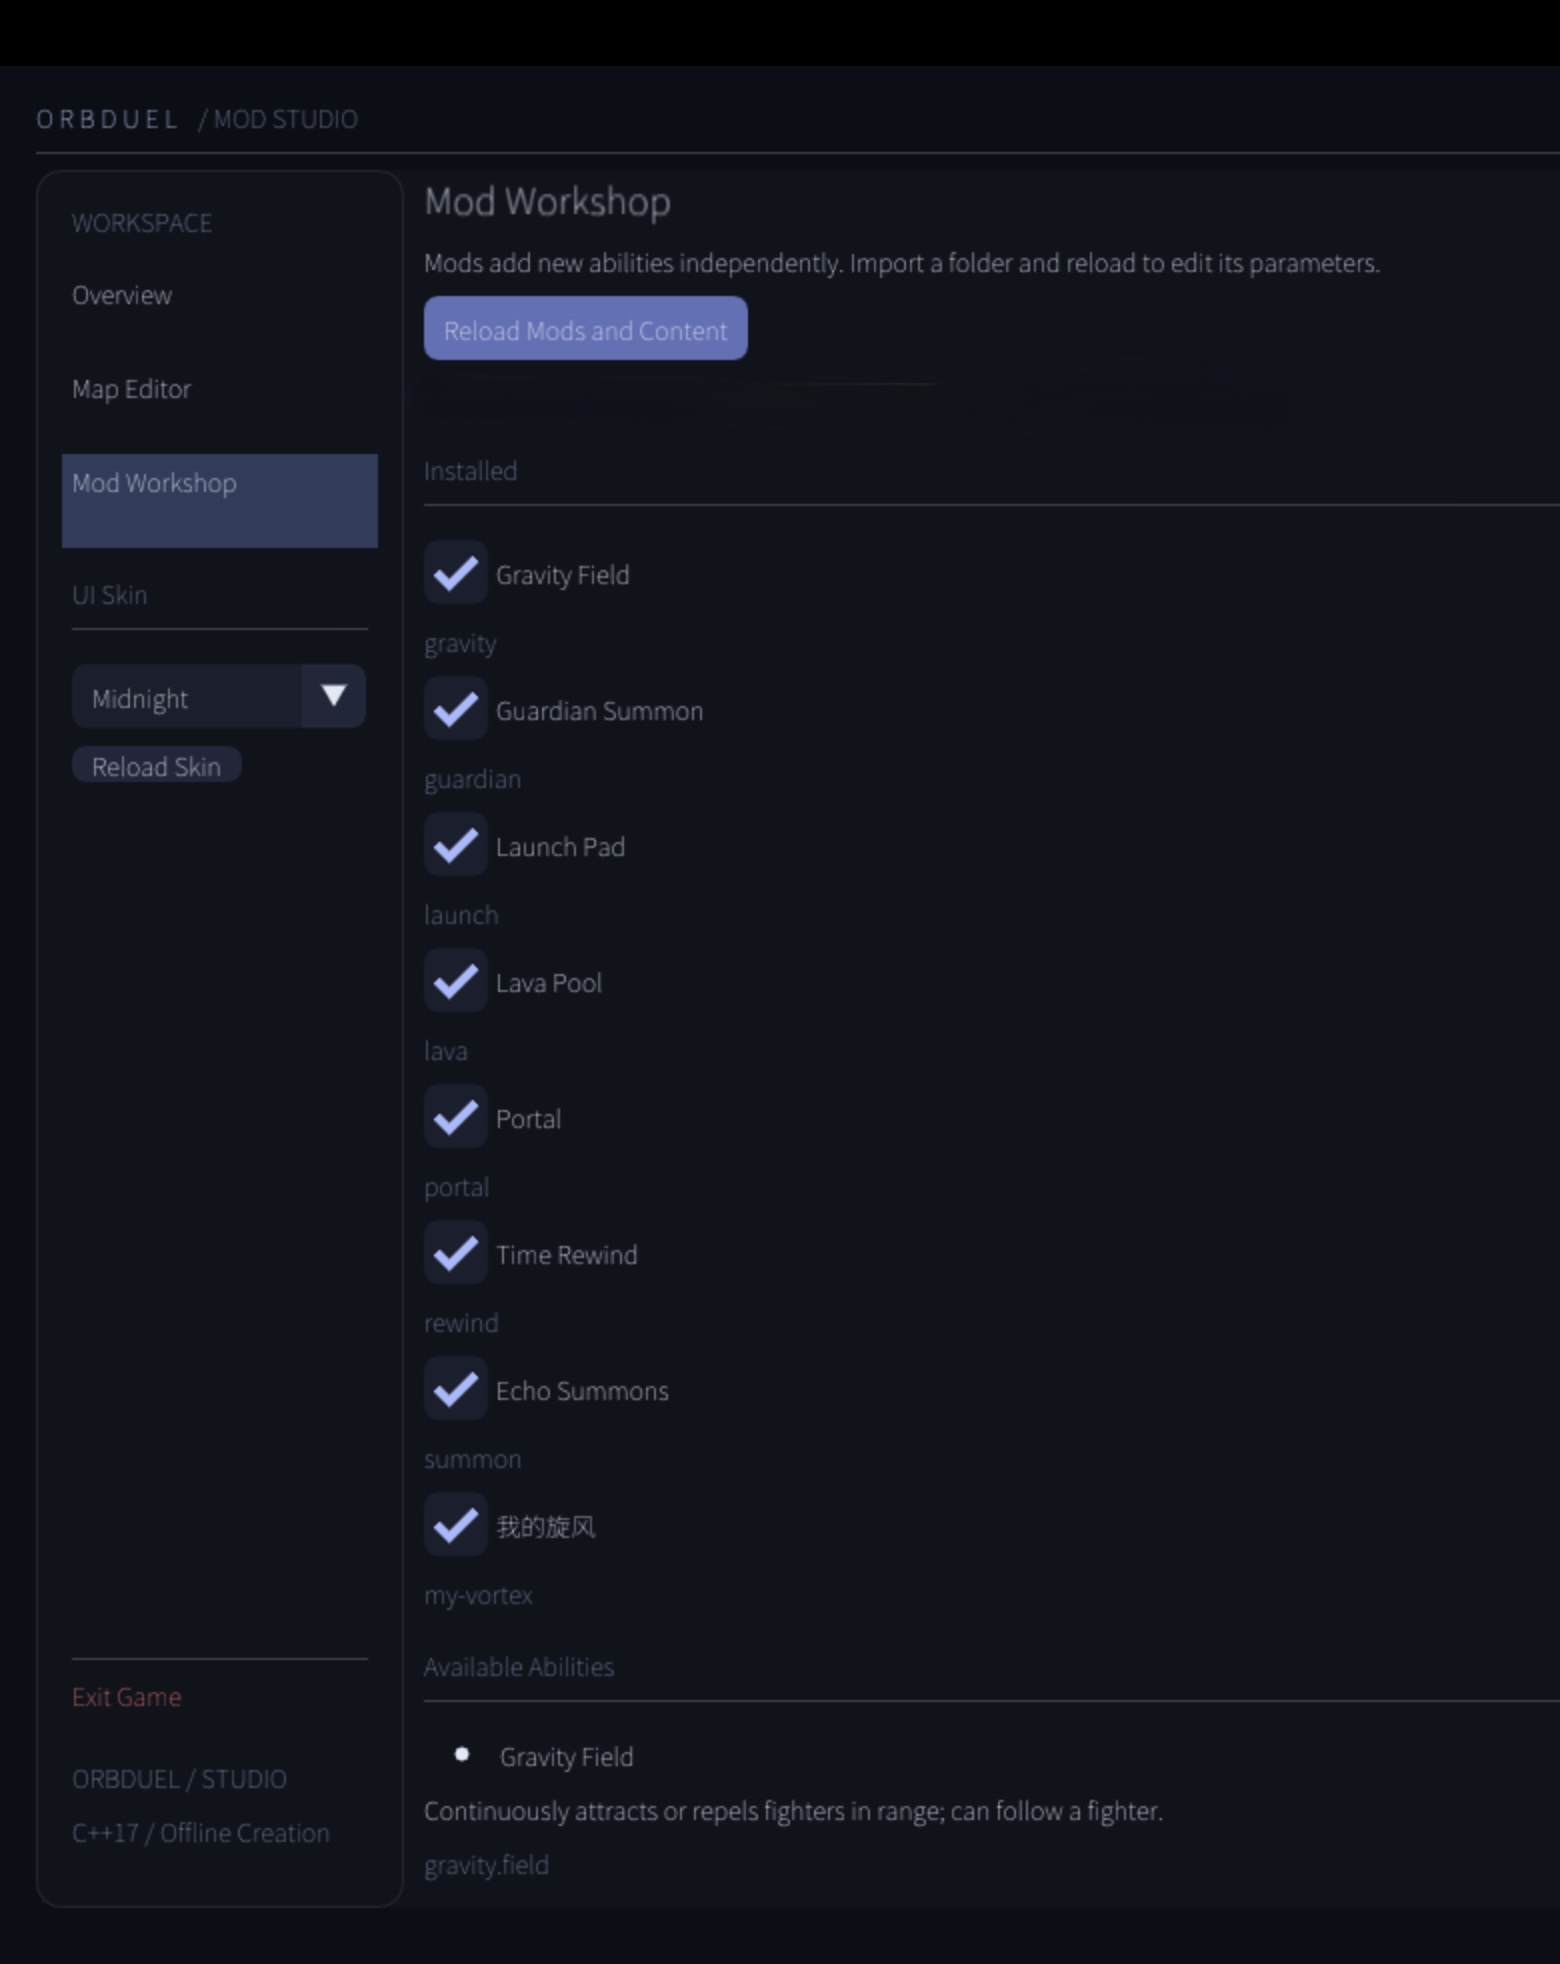 ORBDUEL / MOD STUDIO
WORKSPACE
Overview
Map Editor
Mod Workshop
UI Skin
Midnight
Reload Skin
Exit Game
ORBDUEL / STUDIO
C++17 / Offline Creation
Mod Workshop
Mods add new abilities independently. Import a folder and reload to edit its parameters.
Reload Mods and Content
Installed
Gravity Field
gravity
Guardian Summon
guardian
Launch Pad
launch
Lava Pool
lava
Portal
portal
Time Rewind
rewind
Echo Summons
summon
我的旋风
my-vortex
Available Abilities
Gravity Field
Continuously attracts or repels fighters in range; can follow a fighter.
gravity.field